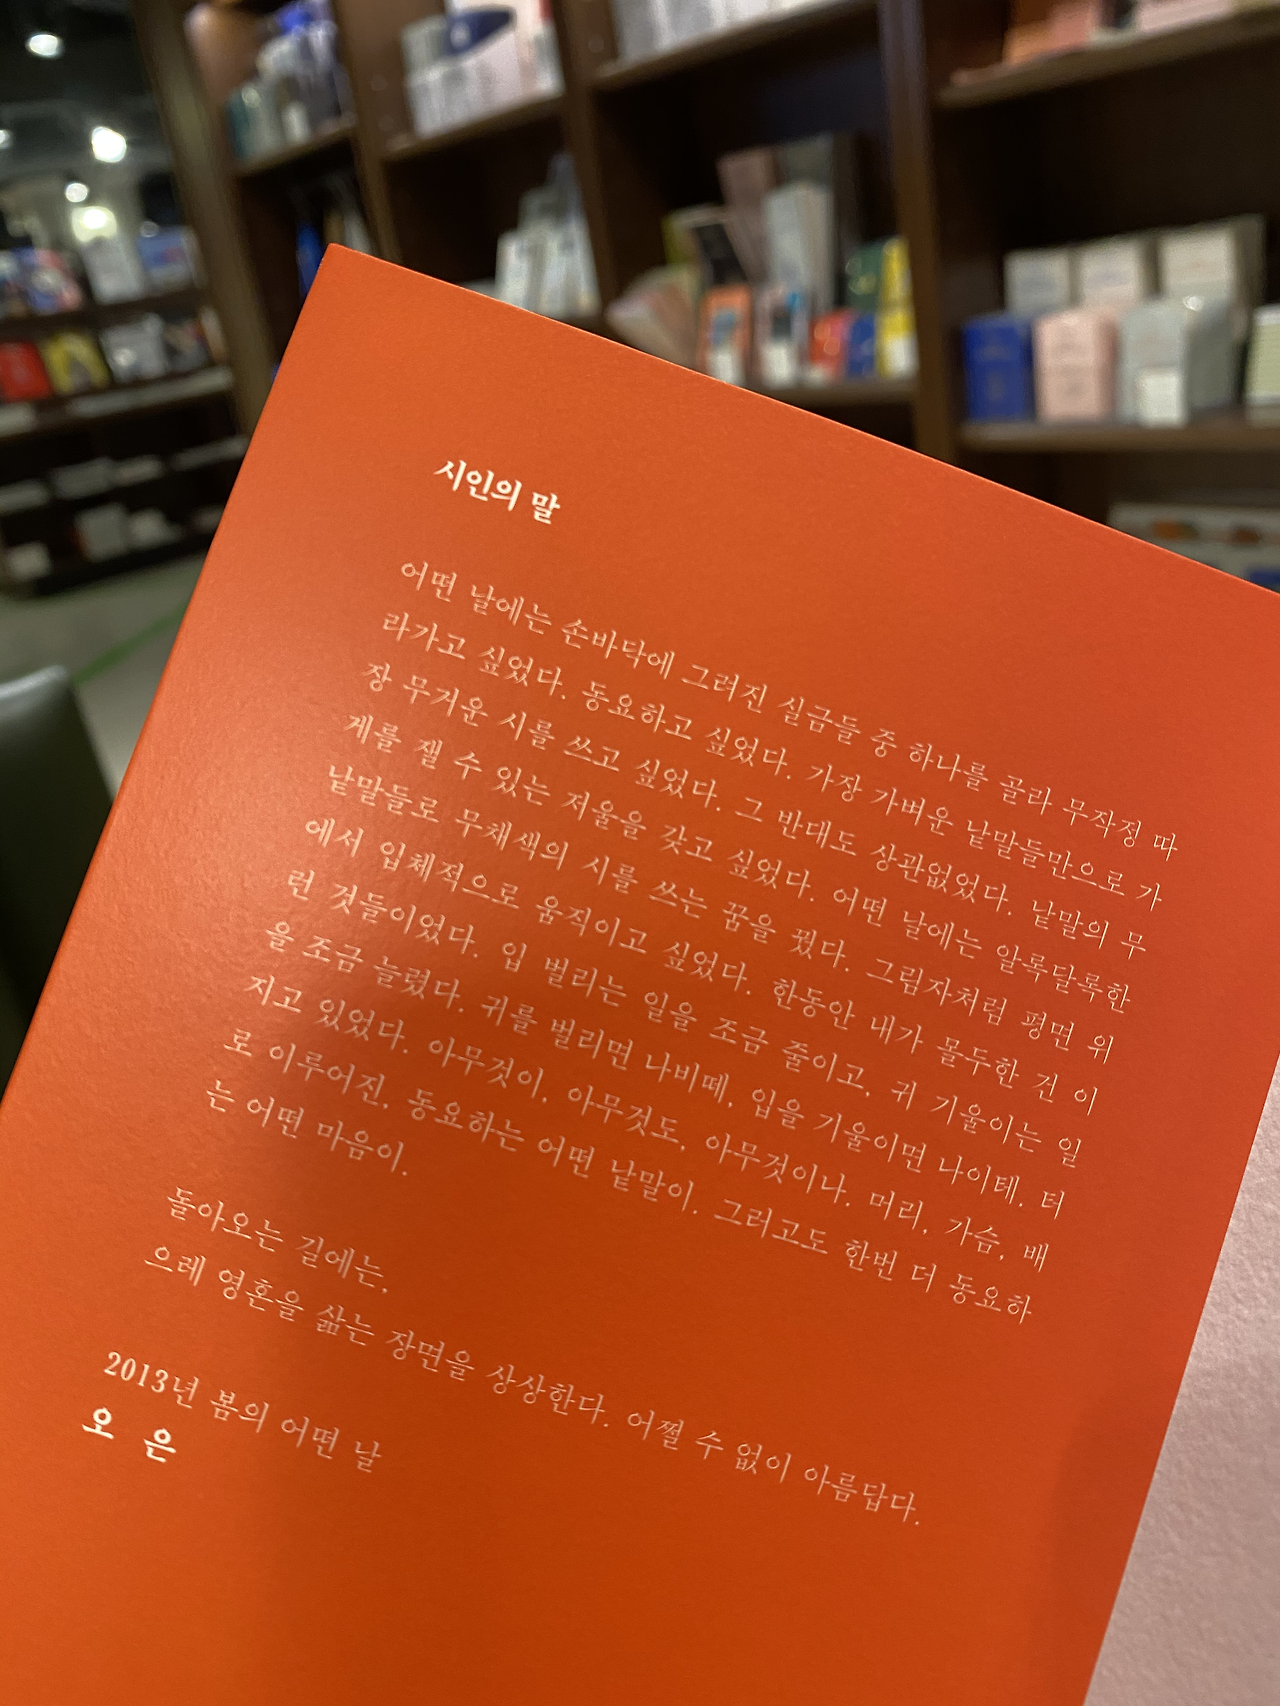 시인의 말
어떤 날에는 손바닥에 그려진 실금들 중 하나를 골라 무작정 따
라가고 싶었다. 동요하고 싶었다. 가장 가벼운 낱말들만으로 가
장 무거운 시를 쓰고 싶었다. 그 반대도 상관없었다. 낱말의 무
게를 잴 수 있는 저울을 갖고 싶었다. 어떤 날에는 알록달록한
낱말들로 무채색의 시를 쓰는 꿈을 꿨다. 그림자처럼 평면 위
에서 입체적으로 움직이고 싶었다. 한동안 내가 몰두한 건 이
런 것들이었다. 입 벌리는 일을 조금 줄이고, 귀 기울이는 일
을 조금 늘렸다. 귀를 벌리면 나비떼, 입을 기울이면 나이테. 터
지고 있었다. 아무것이, 아무것도, 아무것이나. 머리, 가슴, 배
로 이루어진, 동요하는 어떤 낱말이. 그러고도 한번 더 동요하
는 어떤 마음이.
돌아오는 길에는,
으레 영혼을 삶는 장면을 상상한다. 어쩔 수 없이 아름답다.
2013년 봄의 어떤 날
오 은